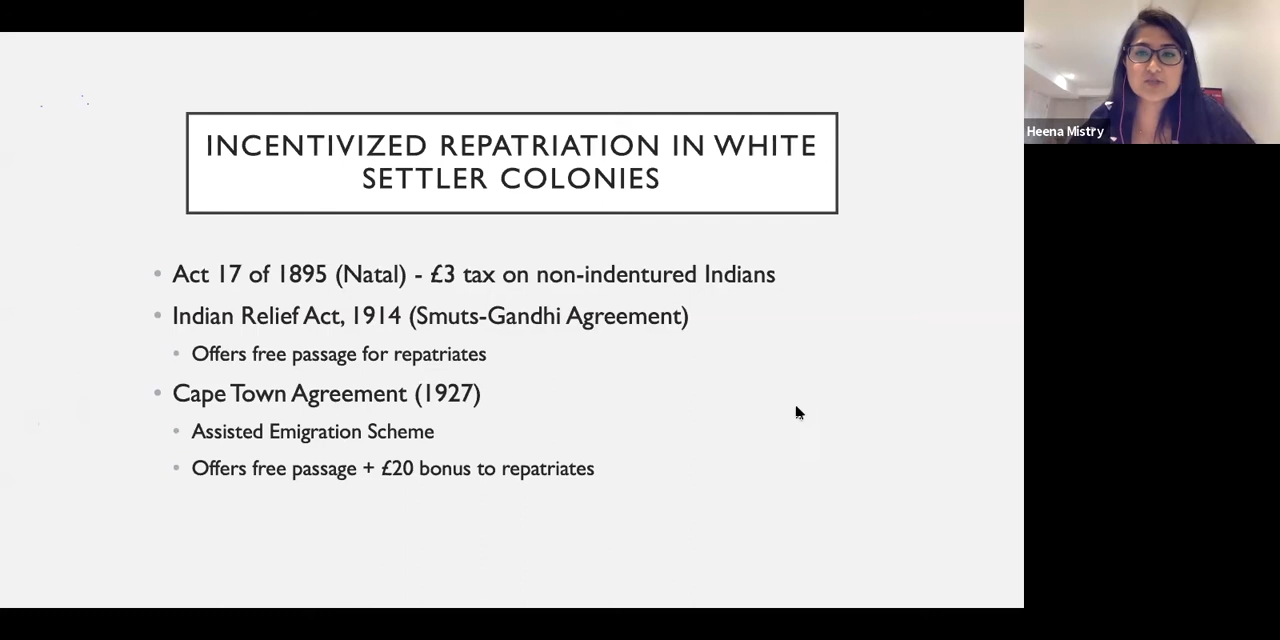 INCENTIVIZED REPATRIATION IN WHITE
SETTLER COLONIES
• Act 17 of 1895 (Natal) - £3 tax on non-indentured Indians
• Indian Relief Act, 1914 (Smuts-Gandhi Agreement)
• Offers free passage for repatriates
• Cape Town Agreement (1927)
• Assisted Emigration Scheme
• Offers free passage + £20 bonus to repatriates
Heena Mistry